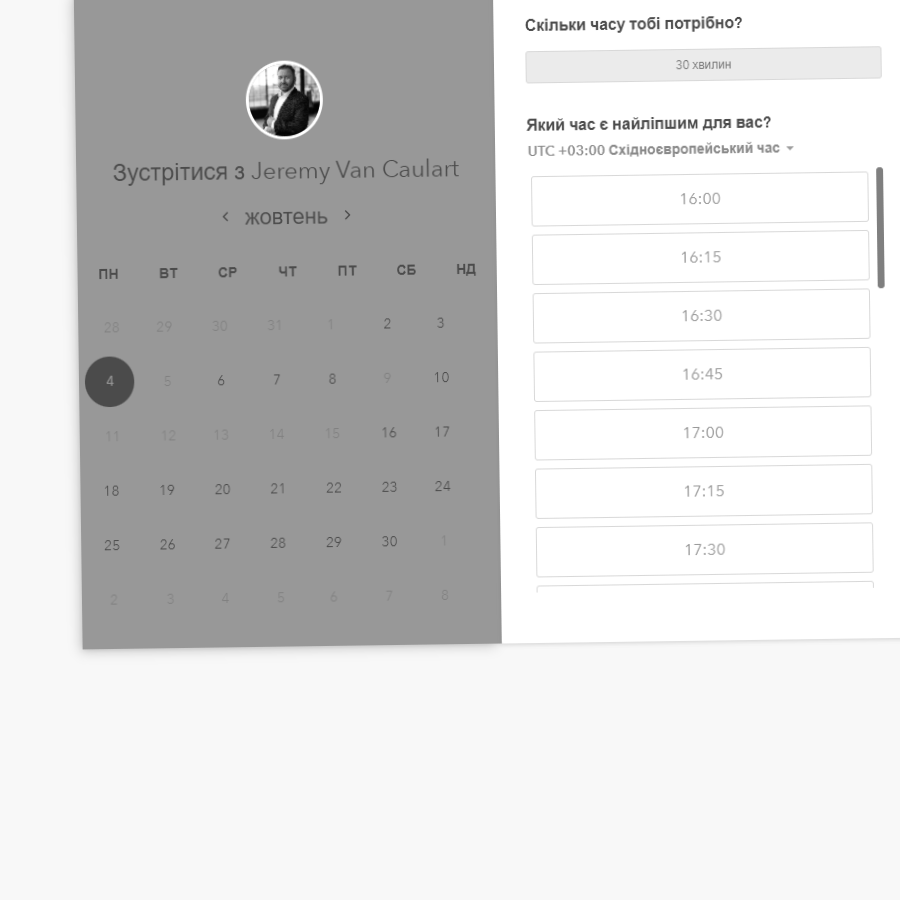 Зустрітися з Jeremy Van Caulart
жовтень
ПН ВТ СР ЧТ ПТ СБ НД
28 29 30 31 1 2 3
4 5 6 7 8 9 10
11 12 13 14 15 16 17
18 19 20 21 22 23 24
25 26 27 28 29 30 1
2 3 4 5 6 7 8
Скільки часу тобі потрібно?
30 хвилин
Який час є найліпшим для вас?
UTC +03:00 Східноєвропейський час
16:00
16:15
16:30
16:45
17:00
17:15
17:30